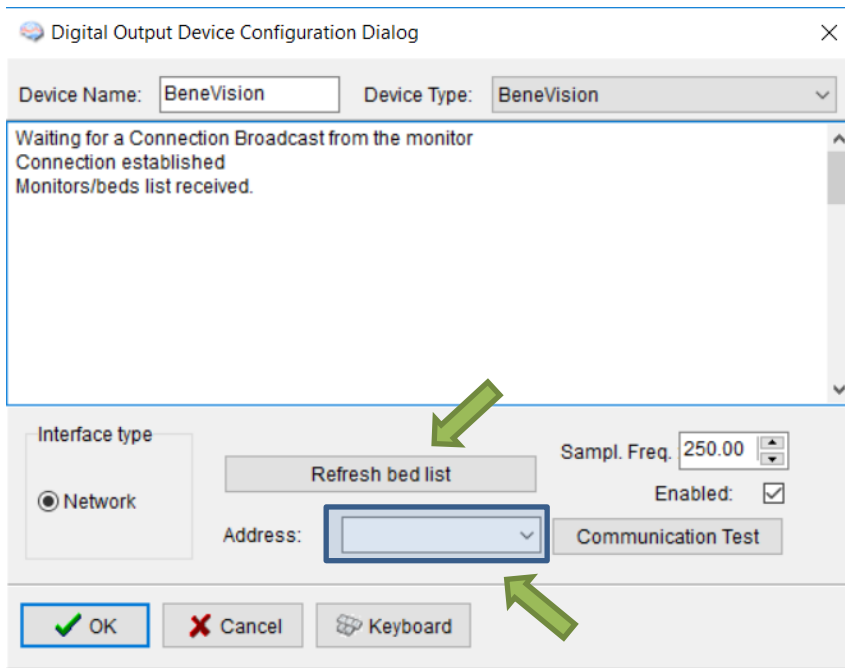 Digital Output Device Configuration Dialog
Device Name: BeneVision Device Type: BeneVision
Waiting for a Connection Broadcast from the monitor
Connection established
Monitors/beds list received.
Interface type
Network
Refresh bed list
Address:
Sampl. Freq. 250.00
Enabled:
Communication Test
OK Cancel Keyboard